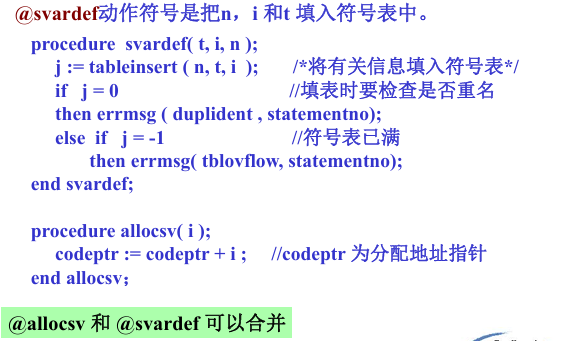 @svardef动作符号是把n，i 和t 填入符号表中。
procedure svardef( t, i, n );
j := tableinsert ( n, t, i ); /*将有关信息填入符号表*/
if j = 0 //填表时要检查是否重名
then errmsg ( duplident , statementno);
else if j = -1 //符号表已满
then errmsg( tblovflow, statementno);
end svardef;
procedure allocsv( i );
codeptr := codeptr + i ; //codeptr 为分配地址指针
end allocsv；
@allocsv 和 @svardef 可以合并